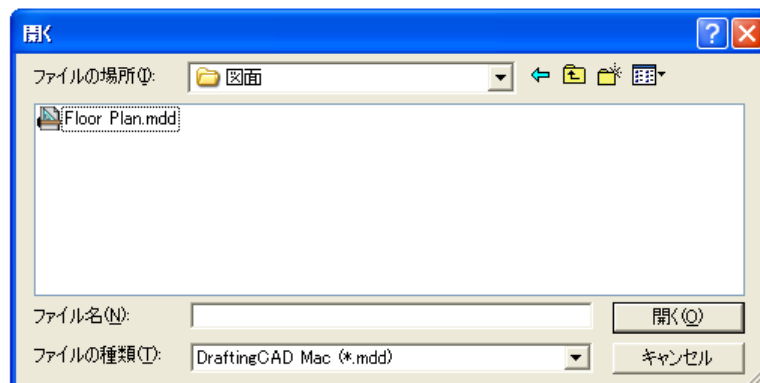 開く
ファイルの場所(I):
図面
Floor Plan.mdd
ファイル名(N):
開く(O)
ファイルの種類(T):
DraftingCAD Mac (*.mdd)
キャンセル